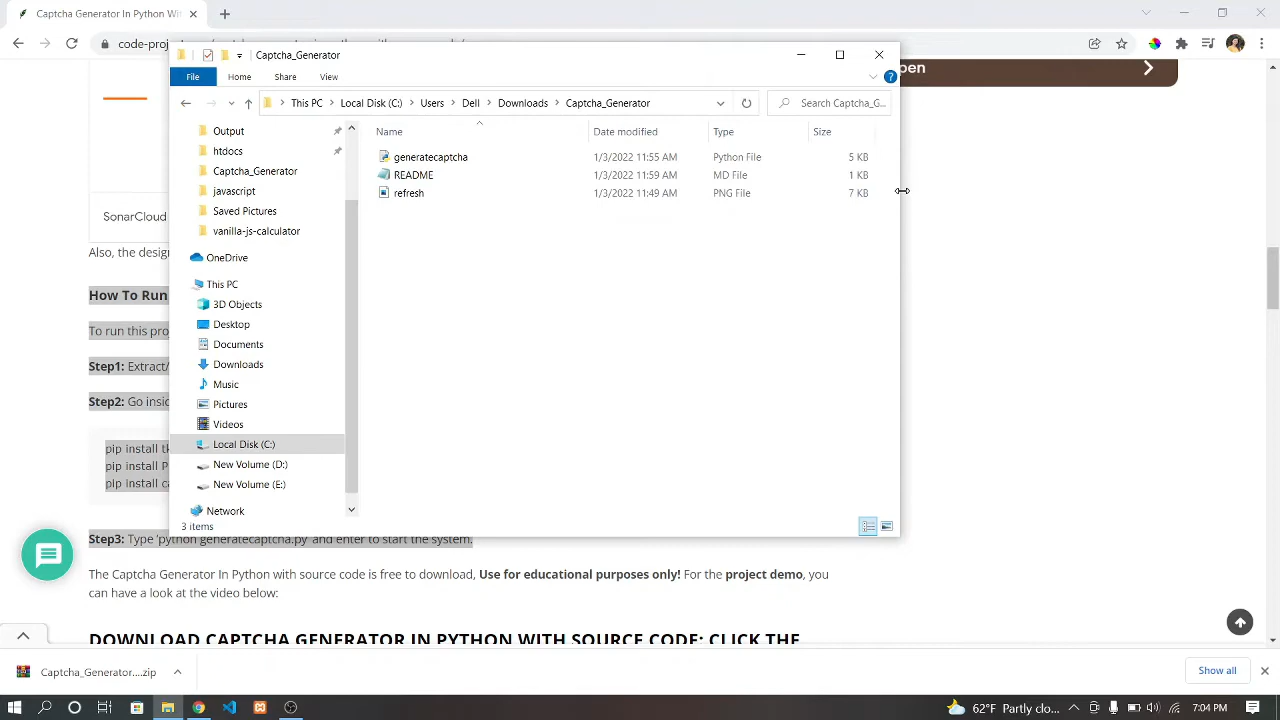 Captcha Generator In Python Wit
code-proj
Captcha_Generator
File Home Share View
This PC Local Disk (C:) Users Dell Downloads Captcha_Generator
Search Captcha_G...
Output
htdocs
Captcha_Generator
javascript
Saved Pictures
vanilla-js-calculator
OneDrive
This PC
3D Objects
Desktop
Documents
Downloads
Music
Pictures
Videos
Local Disk (C:)
New Volume (D:)
New Volume (E:)
Network
Name Date modified Type Size
generatecaptcha 1/3/2022 11:55 AM Python File 5 KB
README 1/3/2022 11:59 AM MD File 1 KB
refresh 1/3/2022 11:49 AM PNG File 7 KB
3 items
pen
SonarCloud
Also, the desig
How To Run
To run this pro
Step1: Extract/
Step2: Go insid
pip install tk
pip install P
pip install ca
Step3: Type 'python generatecaptcha.py' and enter to start the system.
The Captcha Generator In Python with source code is free to download, Use for educational purposes only! For the project demo, you
can have a look at the video below:
DOWNLOAD CAPTCHA GENERATOR IN PYTHON WITH SOURCE CODE: CLICK THE
Captcha_Generator....zip
Show all
62°F Partly clo...
7:04 PM